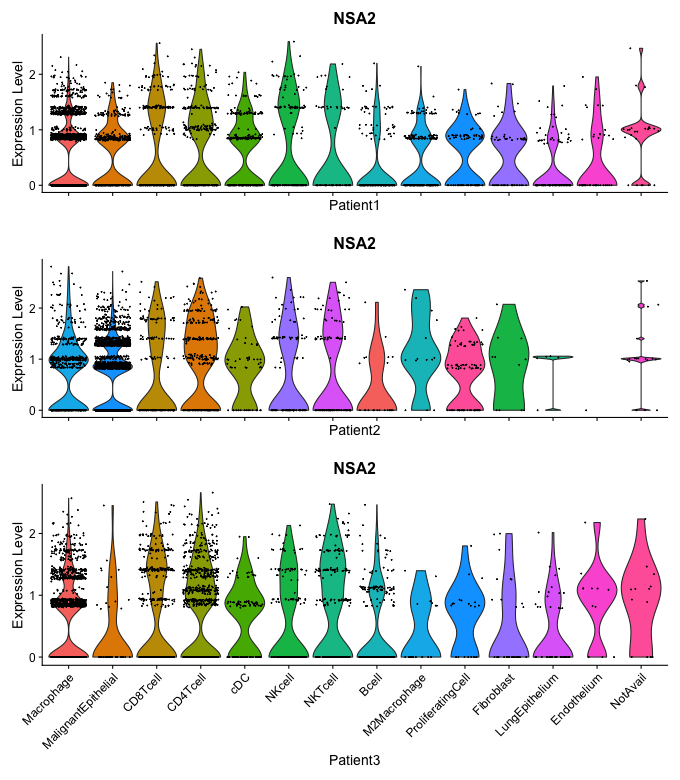 NSA2
Expression Level
2
1
0
Patient1
NSA2
Expression Level
2
1
0
Patient2
NSA2
Expression Level
2
1
0
Macrophage
MalignantEpithelial
CD8Tcell
CD4Tcell
cDC
NKcell
NKTcell
Bcell
M2Macrophage
ProliferatingCell
Fibroblast
LungEpithelium
Endothelium
NotAvail
Patient3